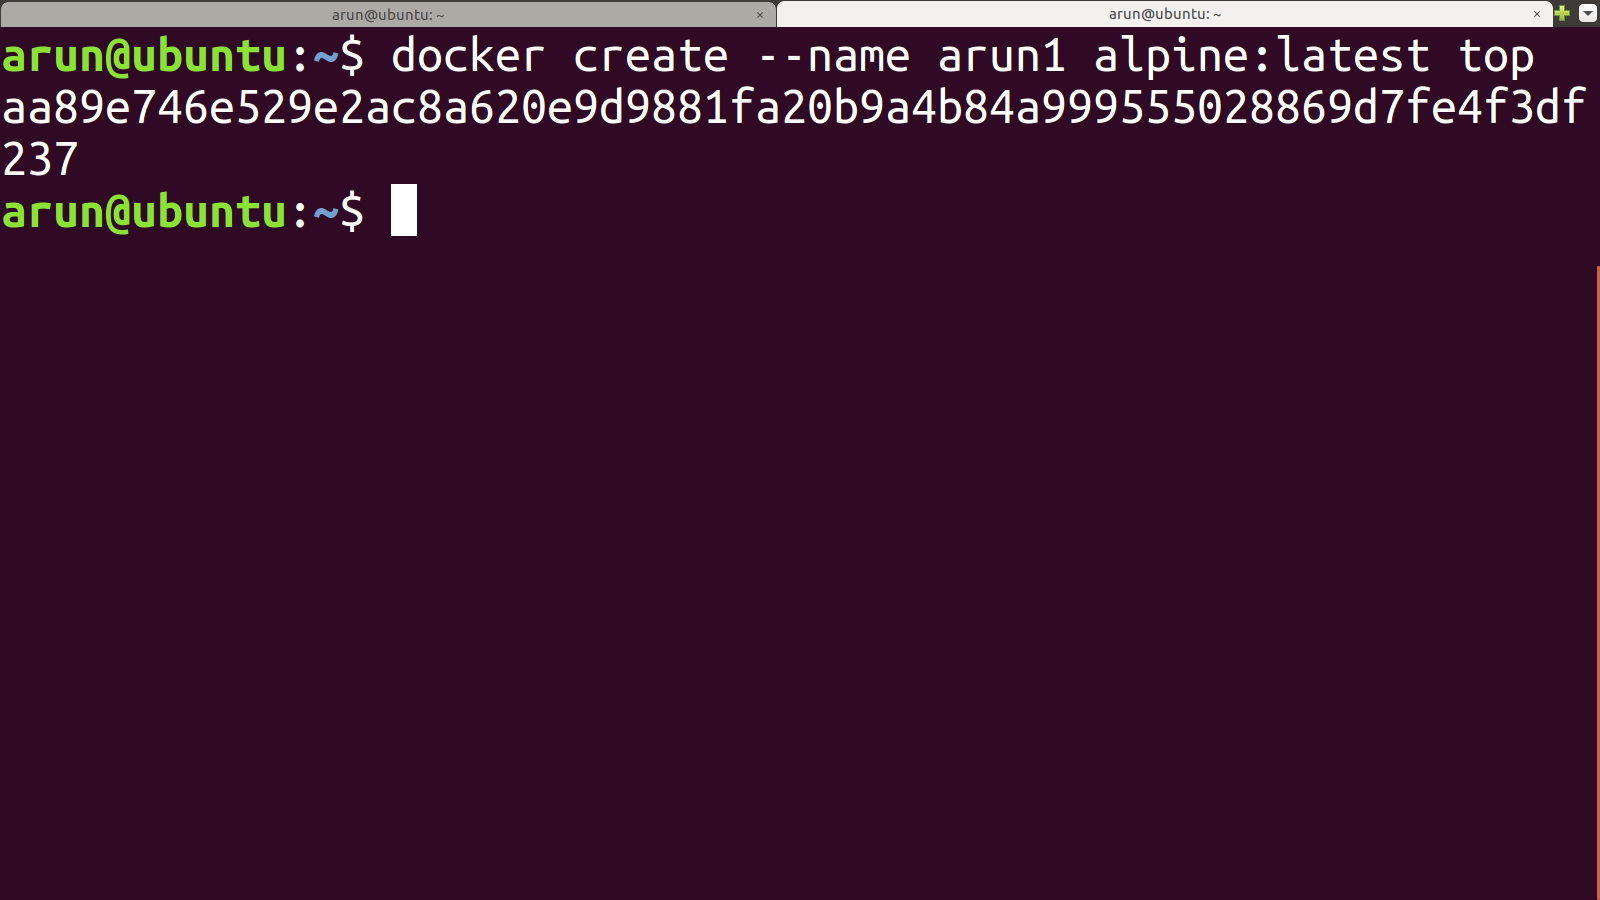 arun@ubuntu: ~ × arun@ubuntu: ~ ×
arun@ubuntu:~$ docker create --name arun1 alpine:latest top
aa89e746e529e2ac8a620e9d9881fa20b9a4b84a999555028869d7fe4f3df
237
arun@ubuntu:~$